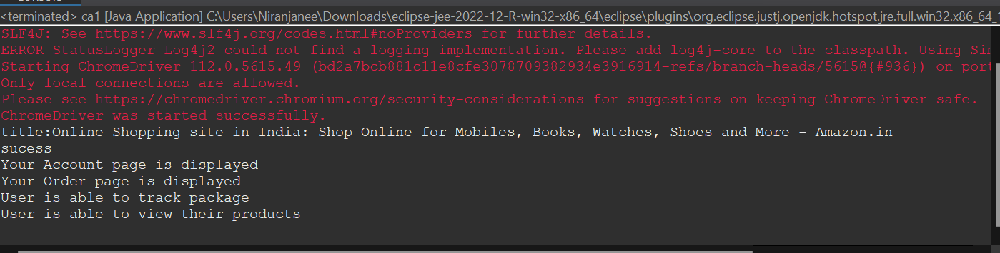 <terminated> ca1 [Java Application] C:\Users\Niranjanee\Downloads\eclipse-jee-2022-12-R-win32-x86_64\eclipse\plugins\org.eclipse.justj.openjdk.hotspot.jre.full.win32.x86_64_
SLF4J: See https://www.slf4j.org/codes.html#noProviders for further details.
ERROR StatusLogger Log4j2 could not find a logging implementation. Please add log4j-core to the classpath. Using
Starting ChromeDriver 112.0.5615.49 (bd2a7bcb881c11e8cfe3078709382934e3916914-refs/branch-heads/5615@{#936}) on port
Only local connections are allowed.
Please see https://chromedriver.chromium.org/security-considerations for suggestions on keeping ChromeDriver safe.
ChromeDriver was started successfully.
title:Online Shopping site in India: Shop Online for Mobiles, Books, Watches, Shoes and More - Amazon.in
sucess
Your Account page is displayed
Your Order page is displayed
User is able to track package
User is able to view their products